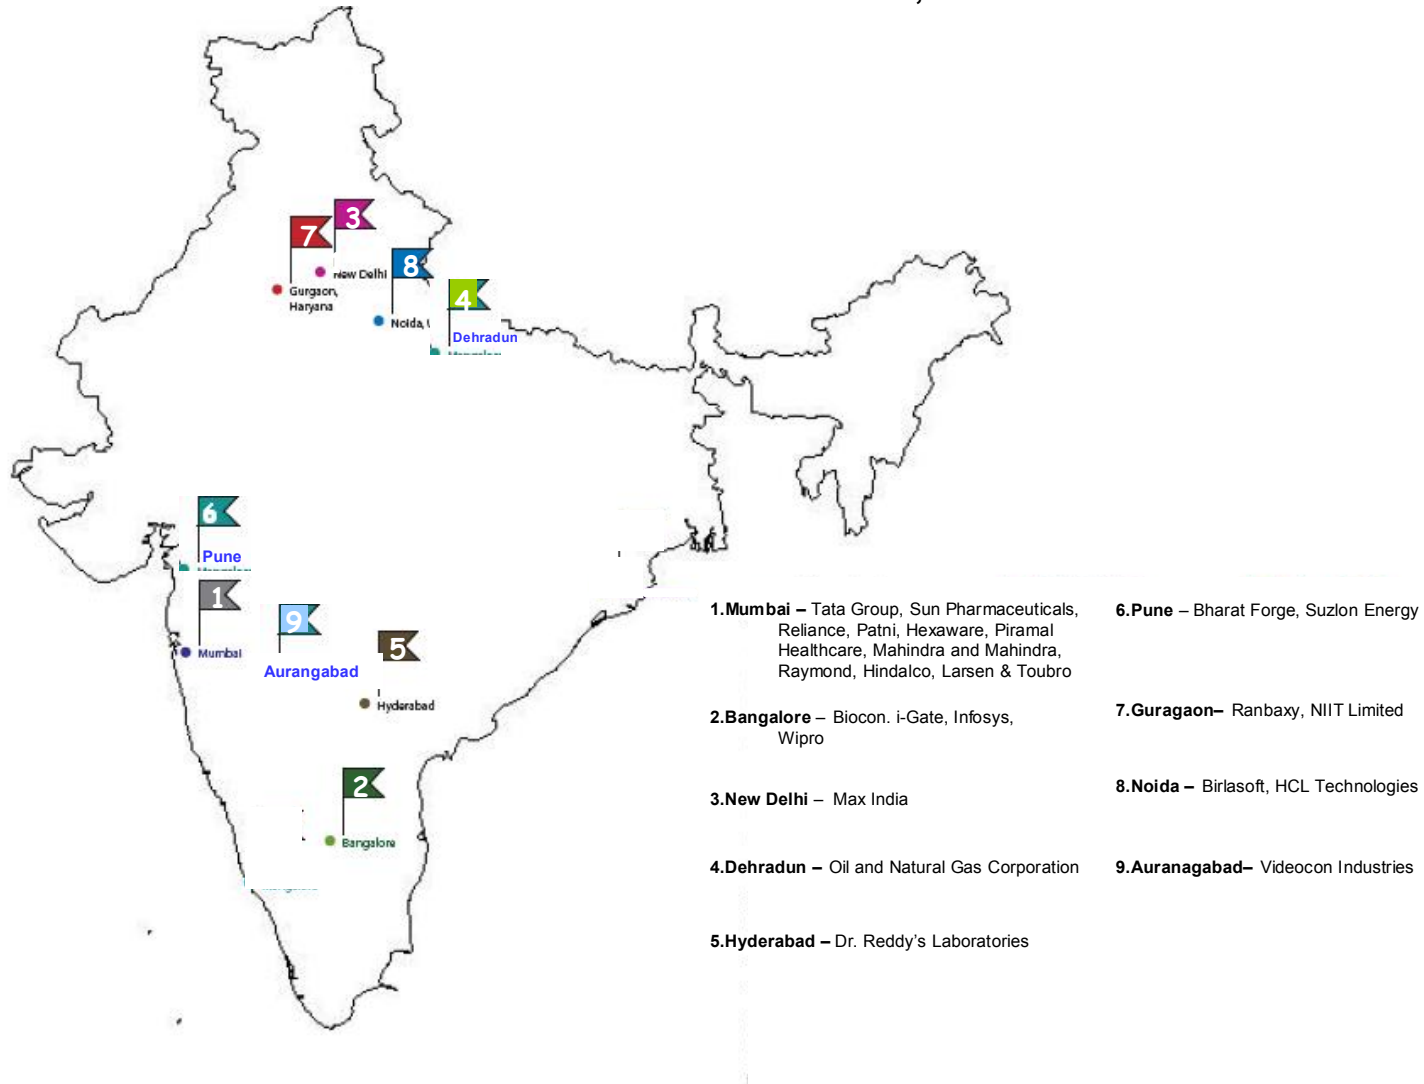 3
7
New Delhi
8
Gurgaon,
Haryana
4
Noida,
Dehradun
6
Pune
1
9
5
Mumbai
Aurangabad
Hyderabad
2
Bangalore
1.Mumbai – Tata Group, Sun Pharmaceuticals,
Reliance, Patni, Hexaware, Piramal
Healthcare, Mahindra and Mahindra,
Raymond, Hindalco, Larsen & Toubro
2.Bangalore – Biocon. i-Gate, Infosys,
Wipro
3.New Delhi – Max India
4.Dehradun – Oil and Natural Gas Corporation
5.Hyderabad – Dr. Reddy's Laboratories
6.Pune – Bharat Forge, Suzlon Energy
7.Guragaon– Ranbaxy, NIIT Limited
8.Noida – Birlasoft, HCL Technologies
9.Auranagabad– Videocon Industries